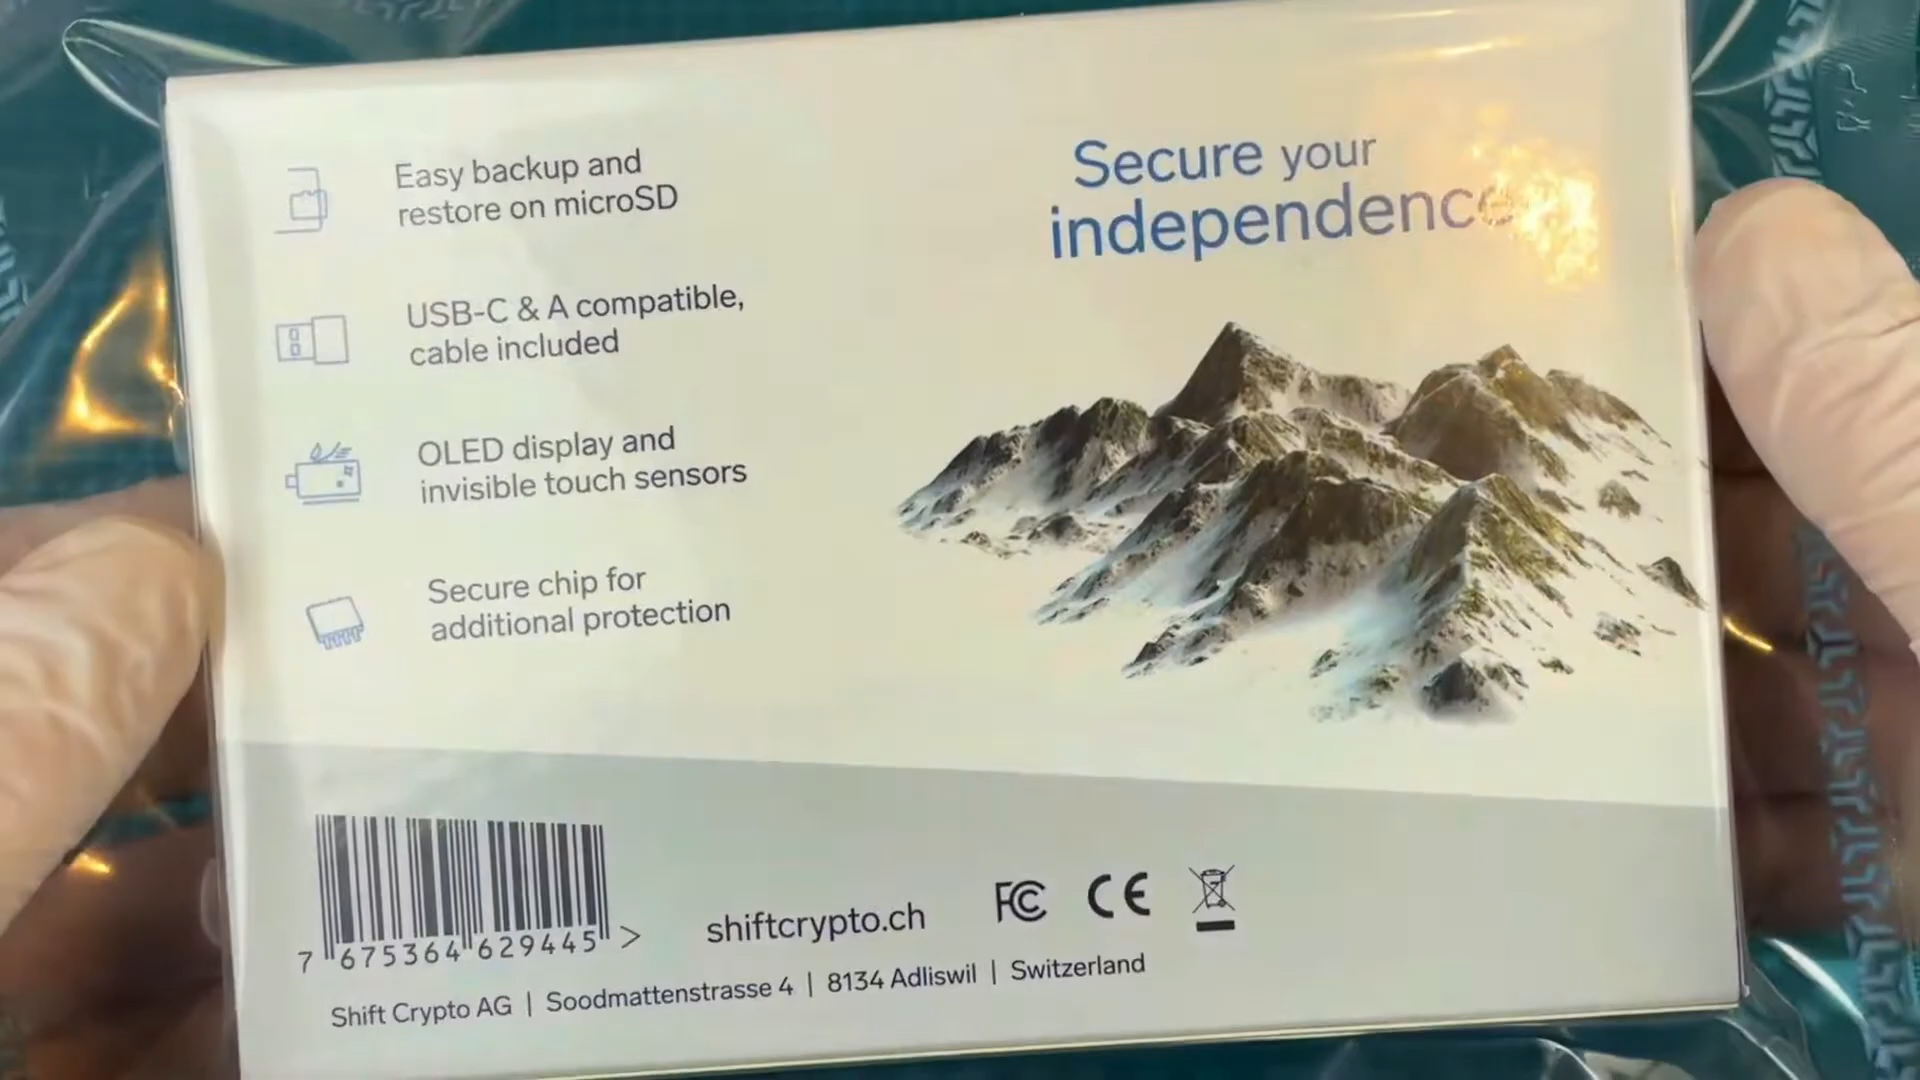 Easy backup and
restore on microSD
USB-C & A compatible,
cable included
OLED display and
invisible touch sensors
Secure chip for
additional protection
Secure your
independence
7 675364 629445 >
shiftcrypto.ch
FC CE
Shift Crypto AG | Soodmattenstrasse 4 | 8134 Adliswil | Switzerland